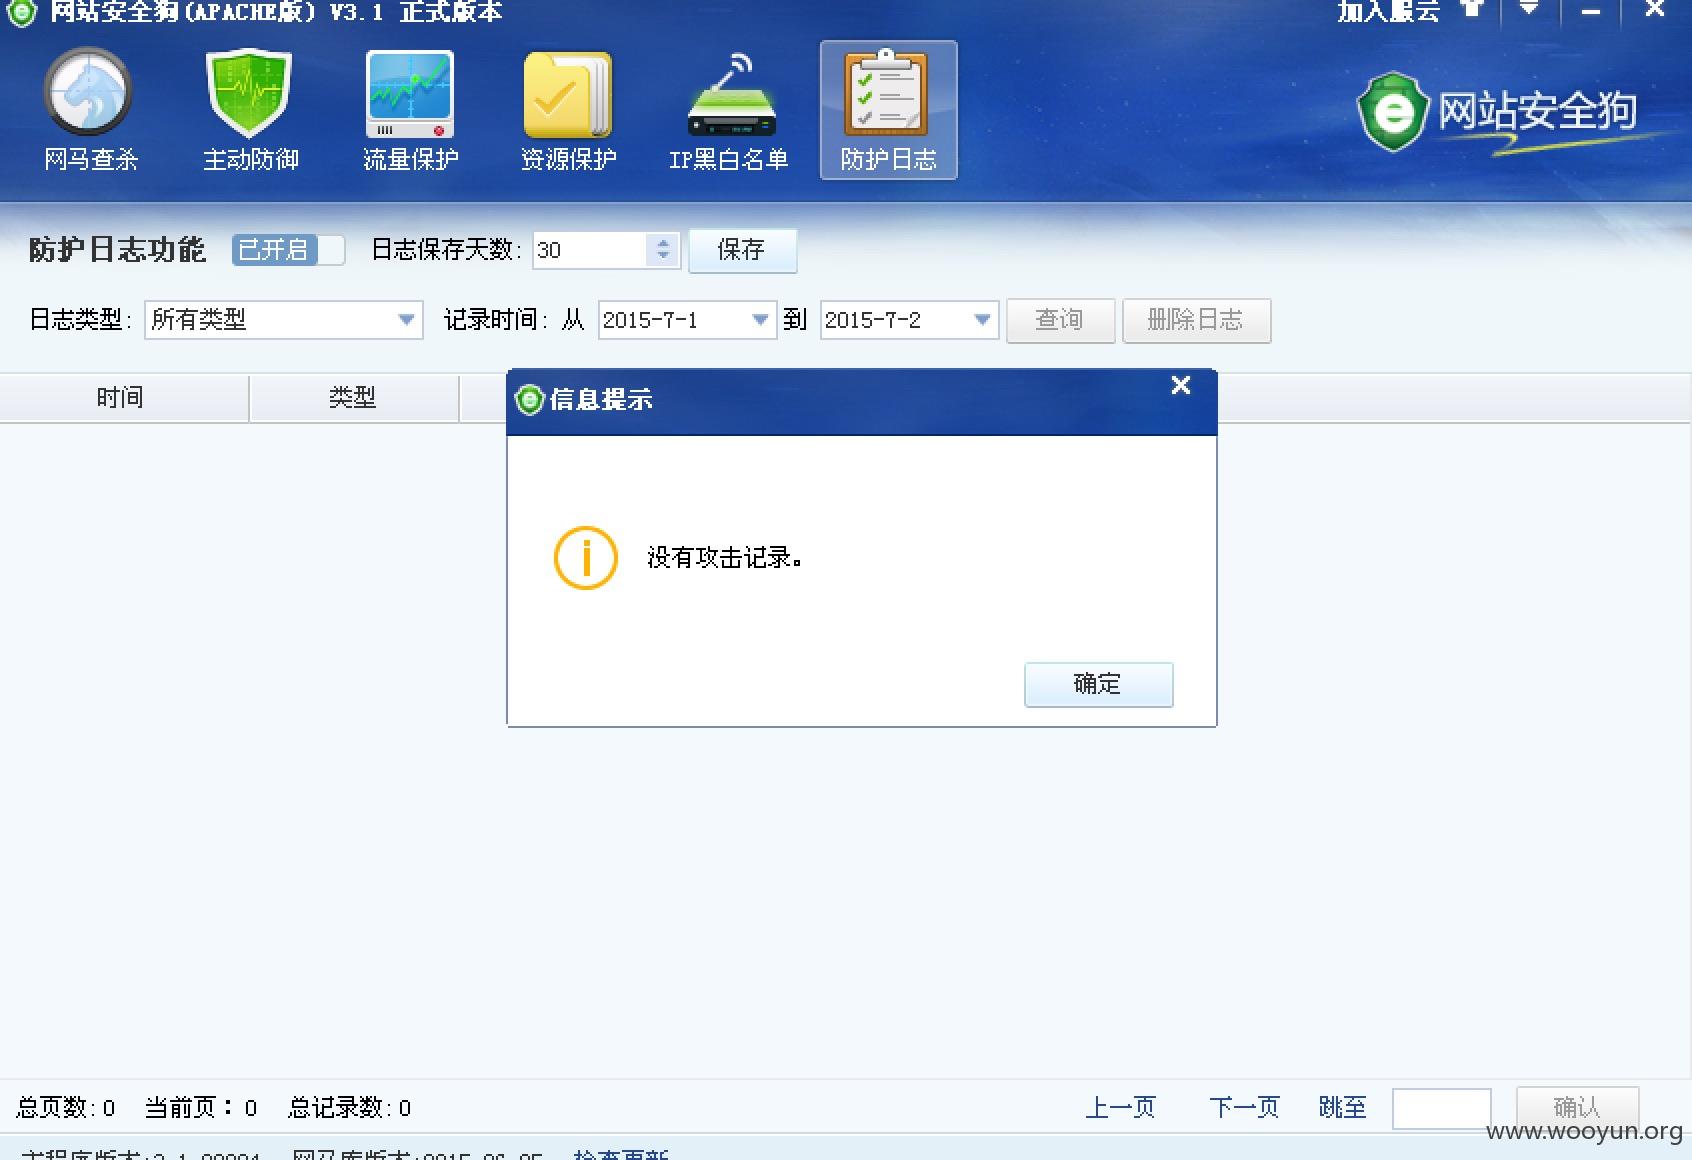 网站安全狗(APACHE版) V3.1 正式版本
加入服云
网马查杀 主动防御 流量保护 资源保护 IP黑白名单 防护日志
网站安全狗
防护日志功能 已开启 日志保存天数: 30 保存
日志类型: 所有类型 记录时间: 从 2015-7-1 到 2015-7-2 查询 删除日志
时间 类型
信息提示
没有攻击记录。
确定
总页数: 0 当前页: 0 总记录数: 0 上一页 下一页 跳至 确认
www.wooyun.org
主程序版本: 网马库版本: 检查更新